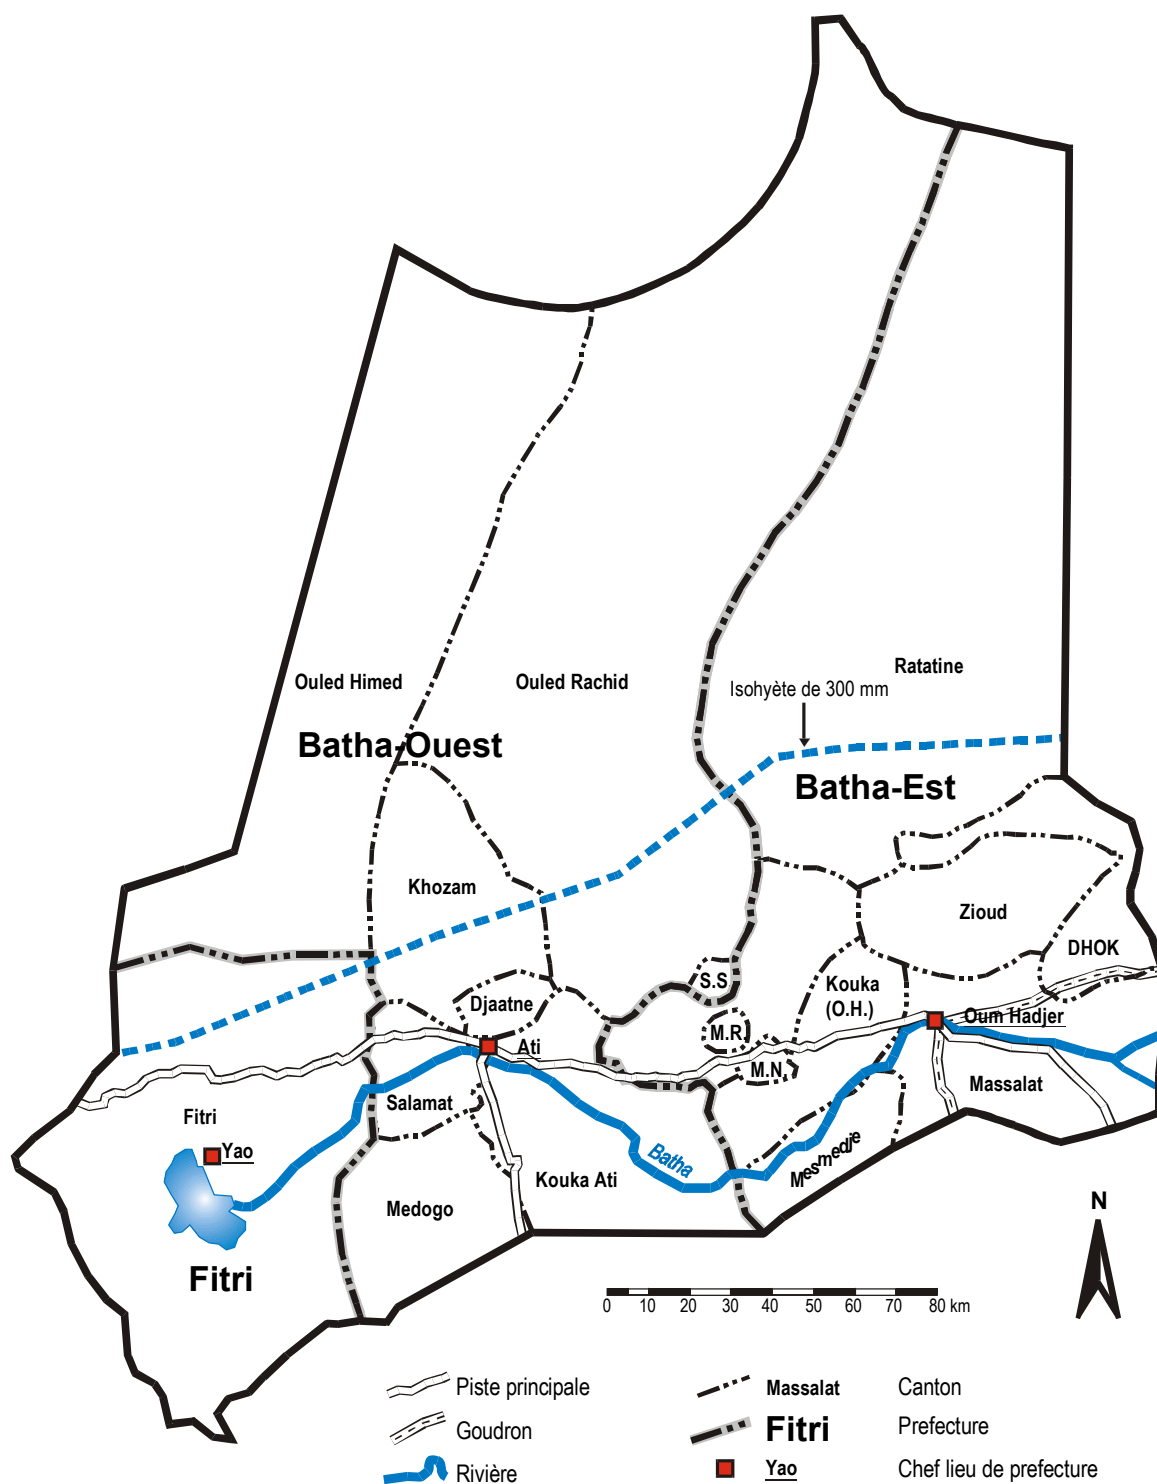 Ouled Himed
Ouled Rachid
Ratatine
Isohyète de 300 mm
Batha-Ouest
Batha-Est
Khozam
Zioud
DHOK
S.S
Kouka
(O.H.)
Djaatne
M.R.
Oum Hadjer
Ati
M.N.
Massalat
Salamat
Fitri
Yao
Batha
Mesmedje
Kouka Ati
Medogo
Fitri
N
0 10 20 30 40 50 60 70 80 km
Piste principale
Massalat Canton
Goudron
Fitri Prefecture
Rivière
Yao Chef lieu de prefecture